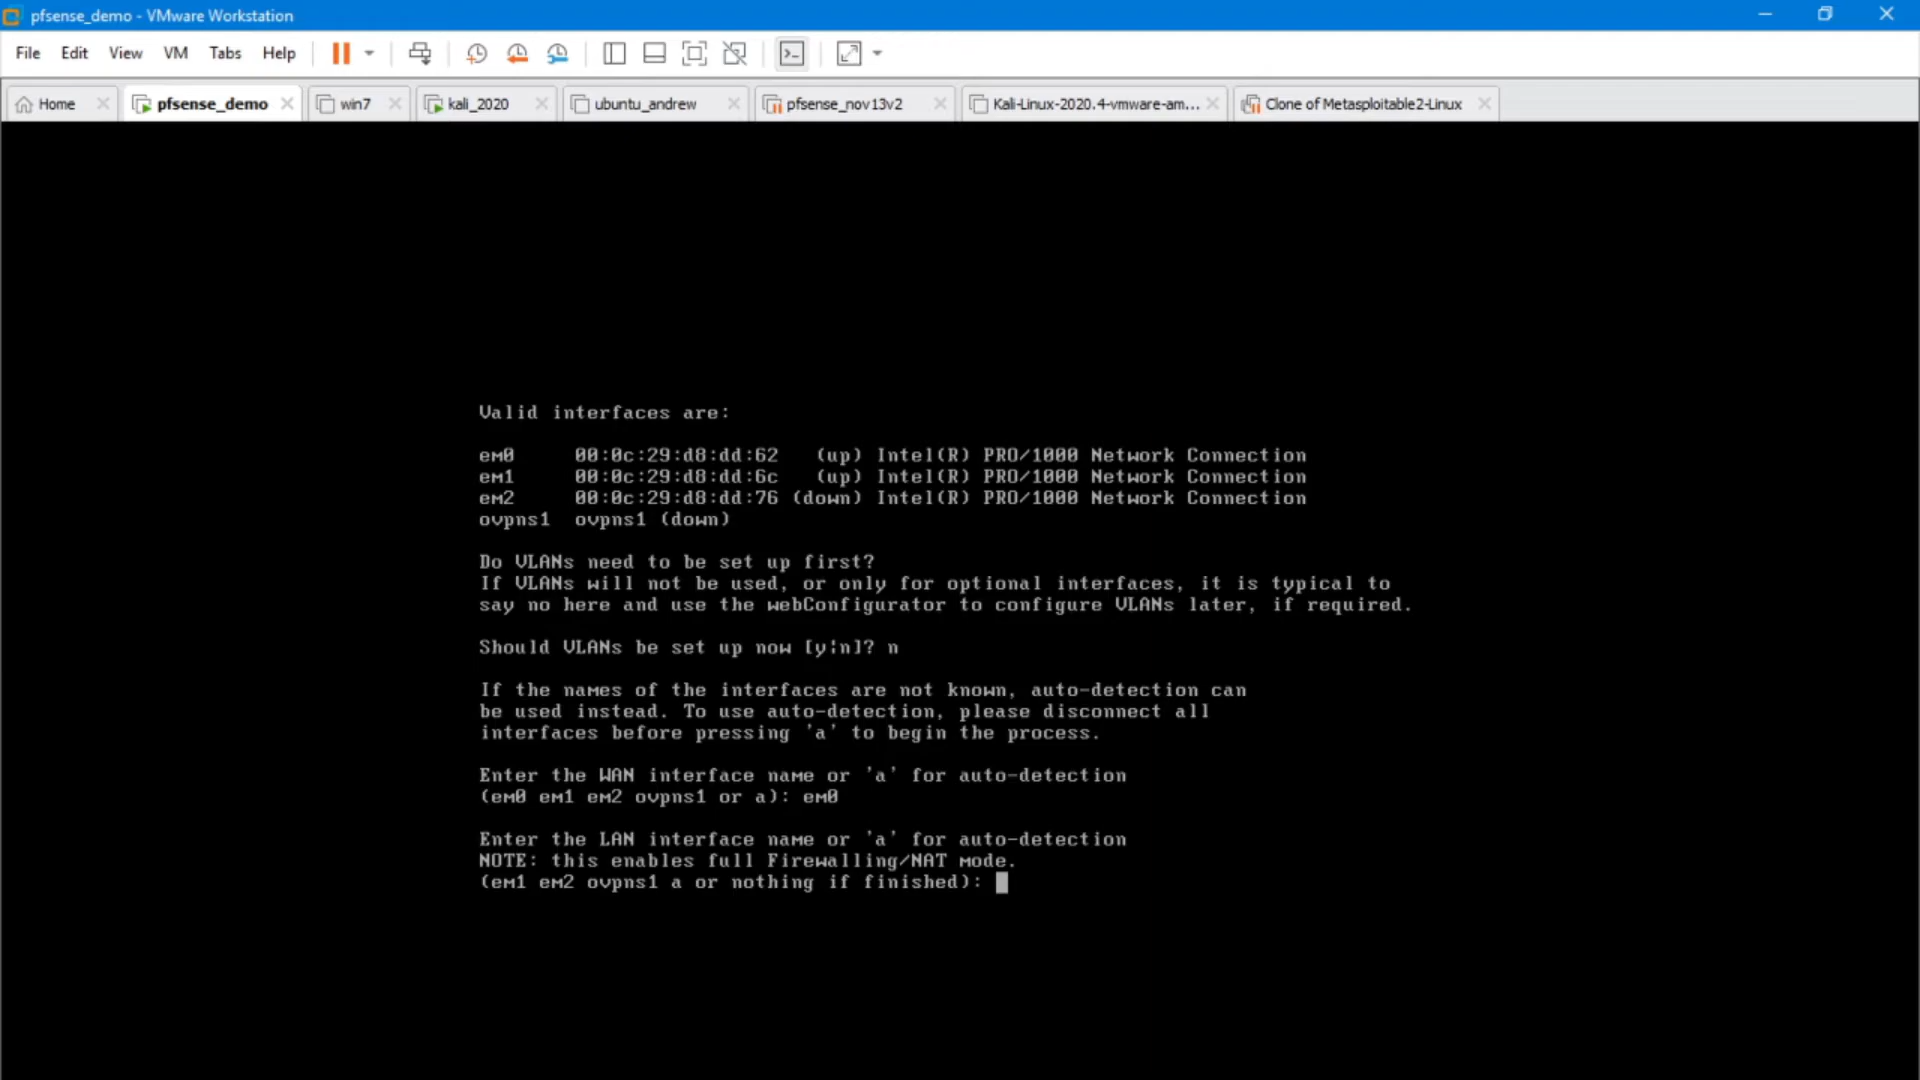 pfsense_demo - VMware Workstation
File Edit View VM Tabs Help
Home pfsense_demo win7 kali_2020 ubuntu_andrew pfsense_nov13v2 Kali-Linux-2020.4-vmware-am... Clone of Metasploitable2-Linux
Valid interfaces are:
em0 00:0c:29:d8:dd:62 (up) Intel(R) PRO/1000 Network Connection
em1 00:0c:29:d8:dd:6c (up) Intel(R) PRO/1000 Network Connection
em2 00:0c:29:d8:dd:76 (down) Intel(R) PRO/1000 Network Connection
ovpns1 ovpns1 (down)
Do VLANs need to be set up first?
If VLANs will not be used, or only for optional interfaces, it is typical to
say no here and use the webConfigurator to configure VLANs later, if required.
Should VLANs be set up now [y|n]? n
If the names of the interfaces are not known, auto-detection can
be used instead. To use auto-detection, please disconnect all
interfaces before pressing 'a' to begin the process.
Enter the WAN interface name or 'a' for auto-detection
(em0 em1 em2 ovpns1 or a): em0
Enter the LAN interface name or 'a' for auto-detection
NOTE: this enables full Firewalling/NAT mode.
(em1 em2 ovpns1 a or nothing if finished):